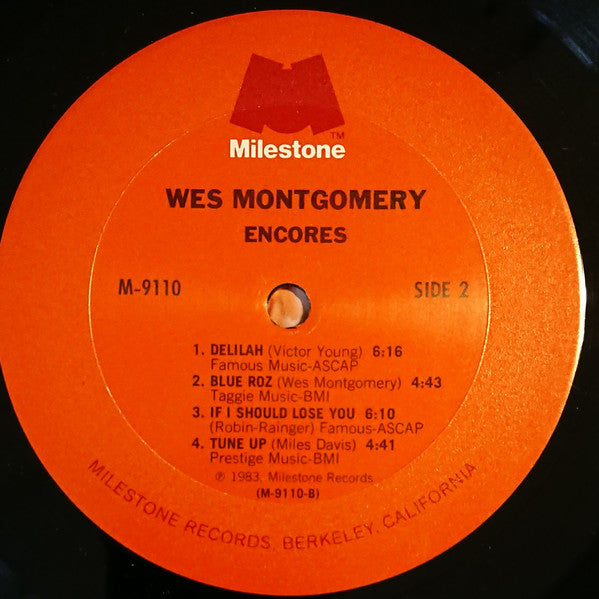 TM
Milestone
WES MONTGOMERY
ENCORES
M-9110 SIDE 2
1. DELILAH (Victor Young) 6:16
Famous Music-ASCAP
2. BLUE ROZ (Wes Montgomery) 4:43
Taggie Music-BMI
3. IF I SHOULD LOSE YOU 6:10
(Robin-Rainger) Famous-ASCAP
4. TUNE UP (Miles Davis) 4:41
Prestige Music-BMI
℗ 1983, Milestone Records
(M-9110-B)
MILESTONE RECORDS, BERKELEY, CALIFORNIA